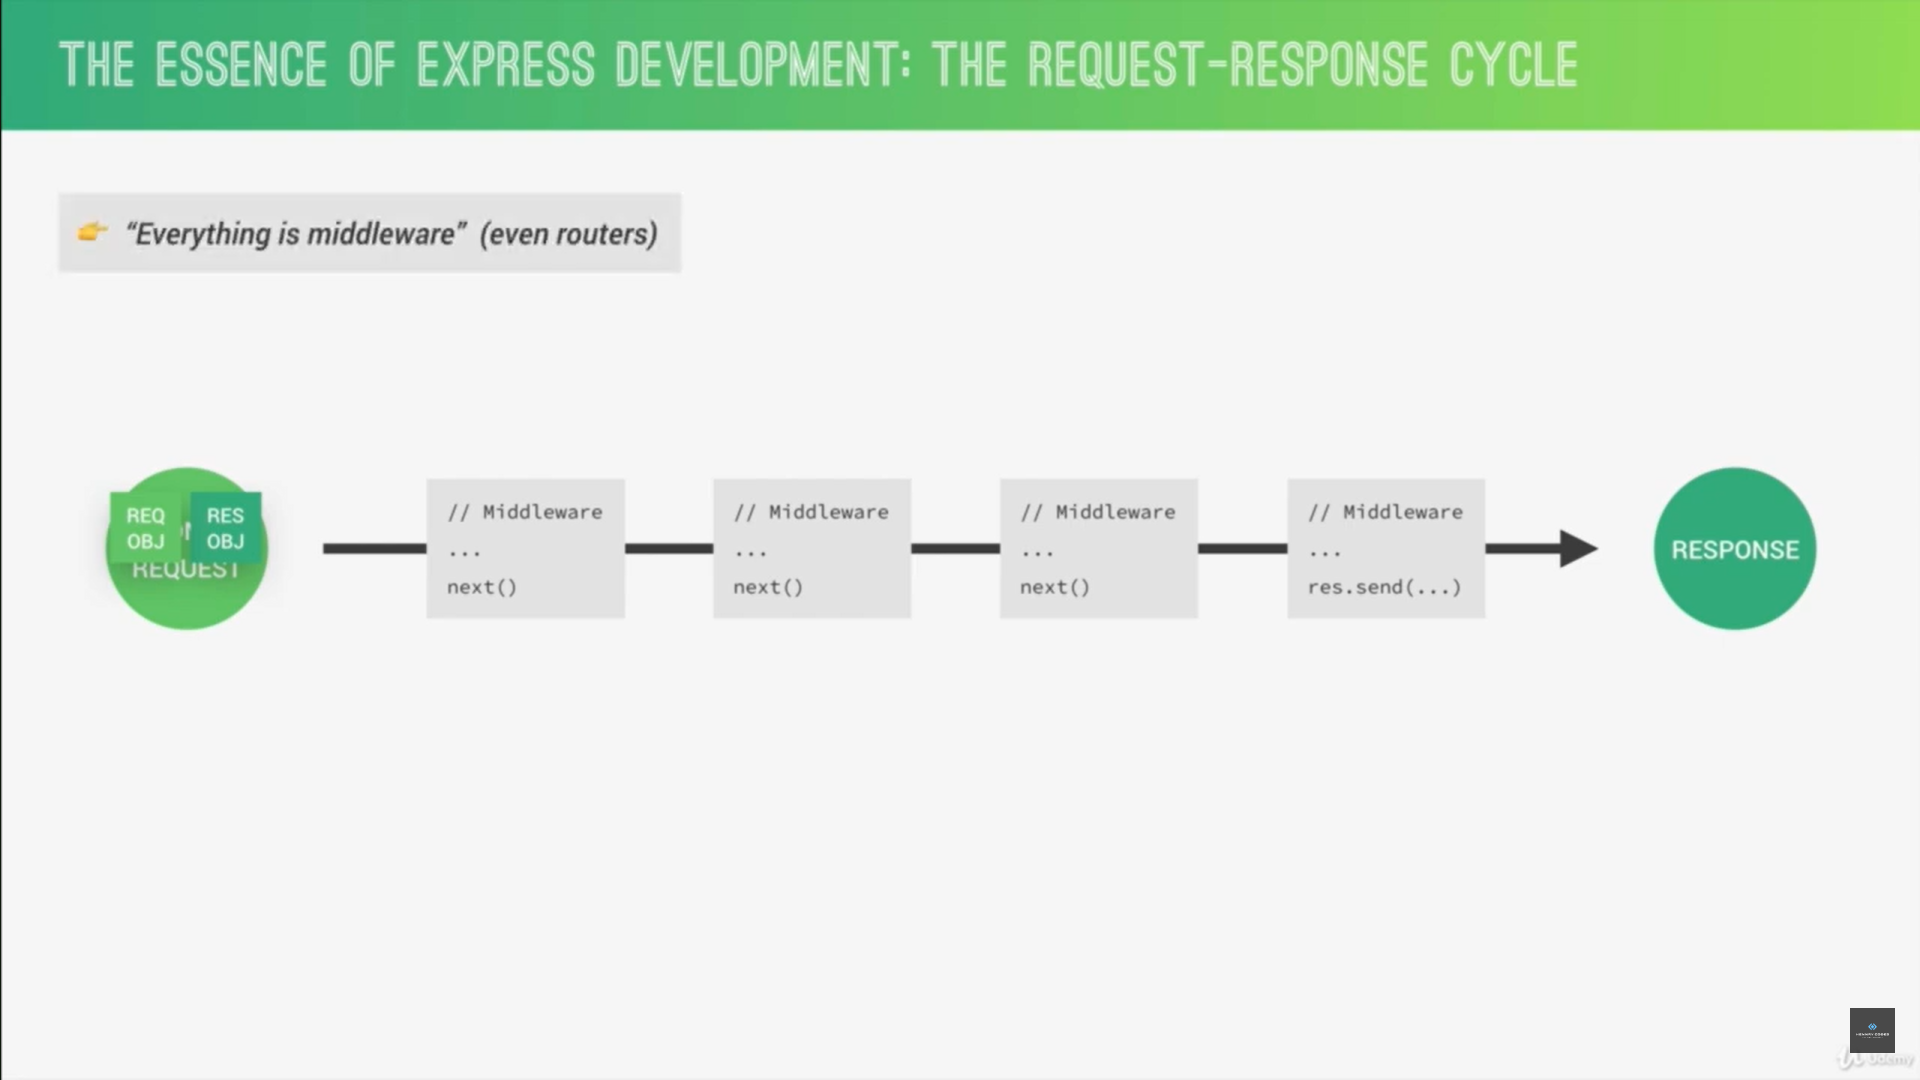 THE ESSENCE OF EXPRESS DEVELOPMENT: THE REQUEST-RESPONSE CYCLE
👉 “Everything is middleware” (even routers)
REQ
OBJ
RES
OBJ
REQUEST
// Middleware
...
next()
// Middleware
...
next()
// Middleware
...
next()
// Middleware
...
res.send(...)
RESPONSE
Udemy